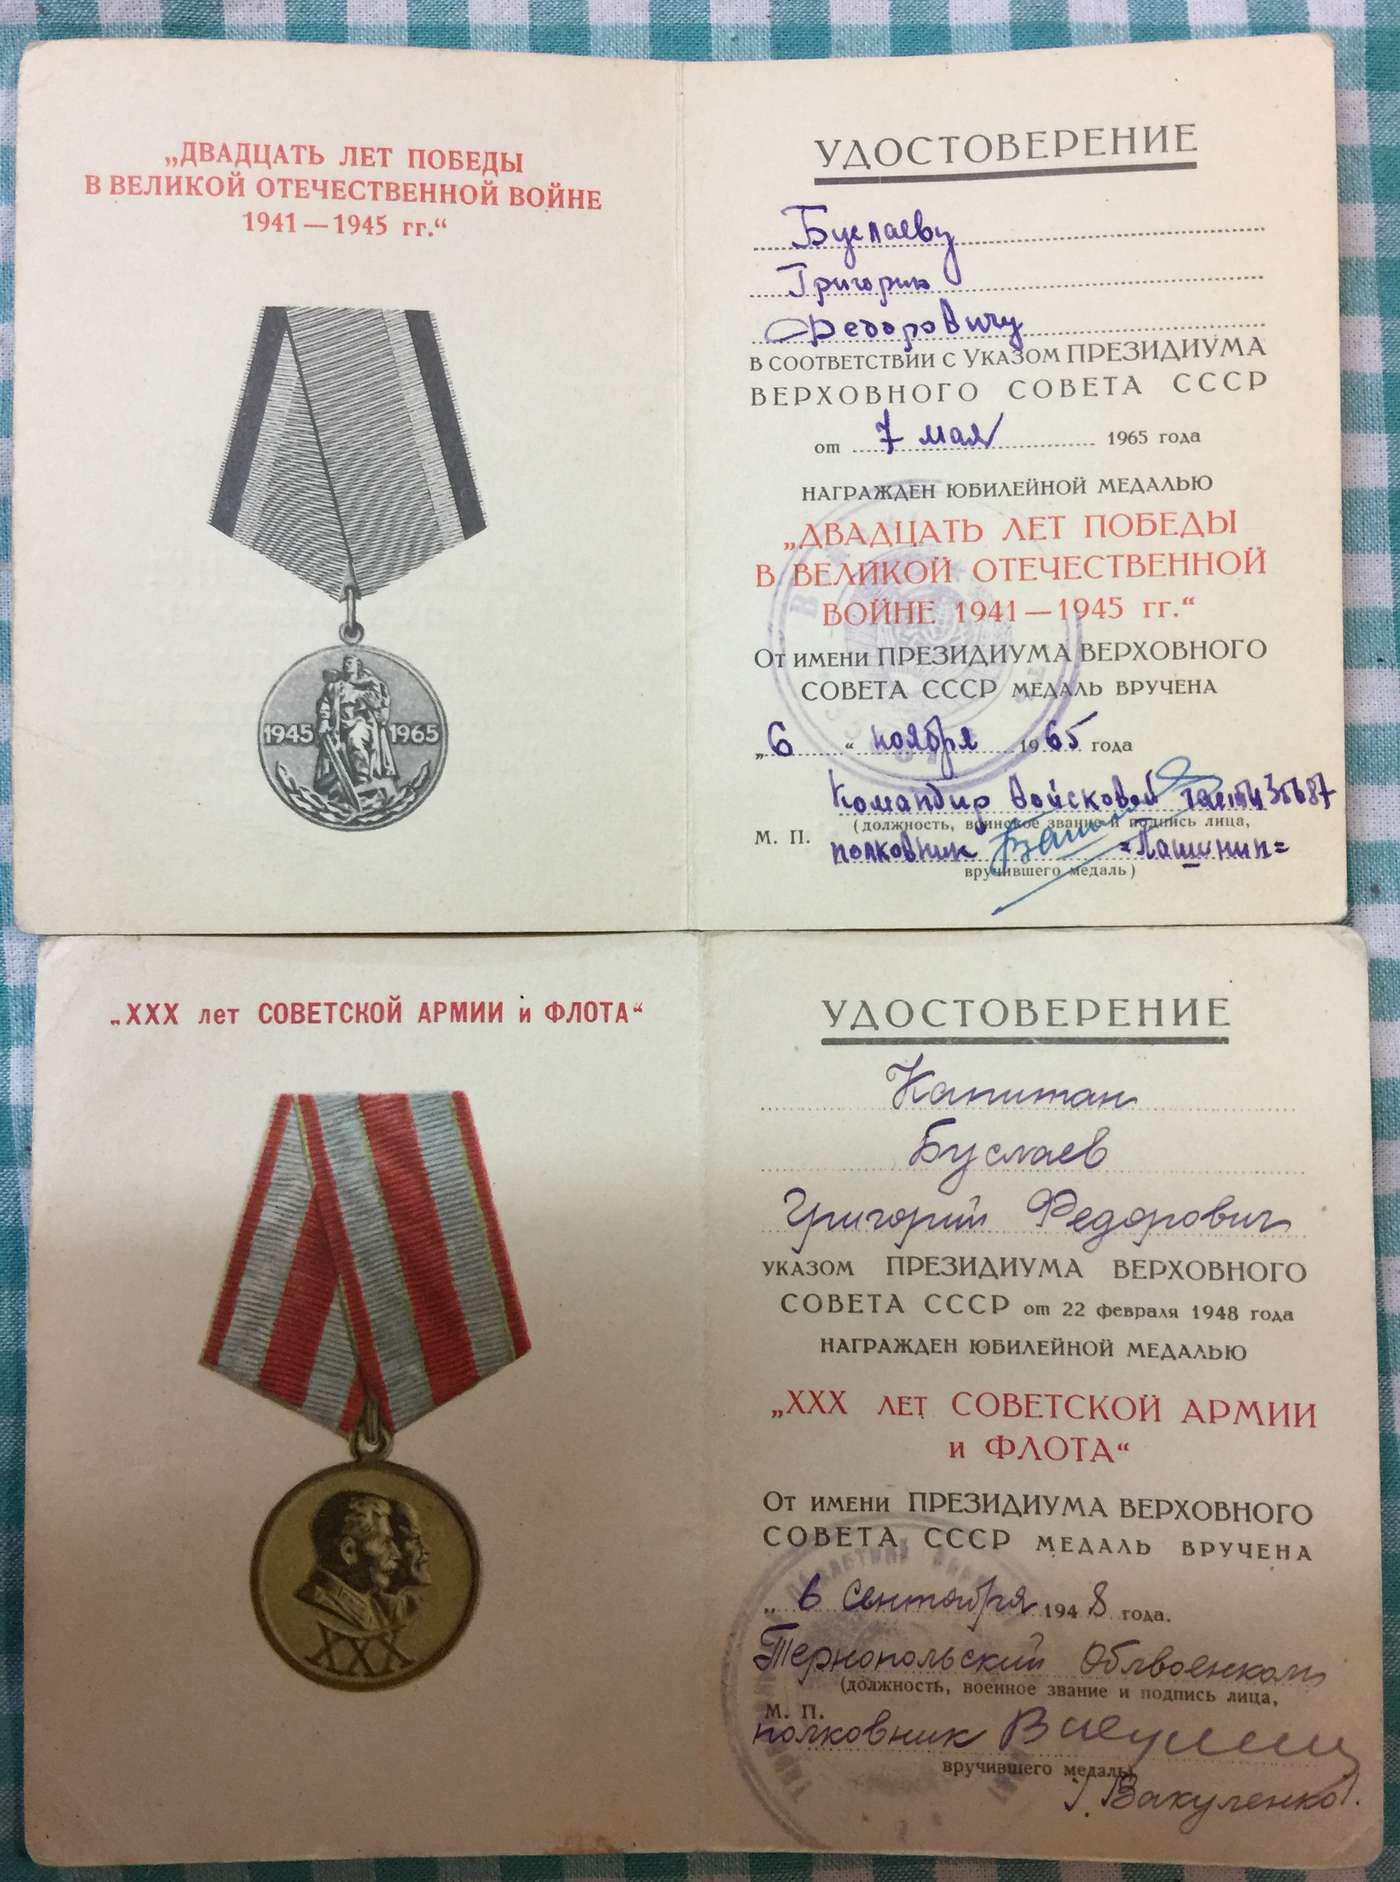 „ДВАДЦАТЬ ЛЕТ ПОБЕДЫ
В ВЕЛИКОЙ ОТЕЧЕСТВЕННОЙ ВОЙНЕ
1941—1945 гг.“
1945 1965
УДОСТОВЕРЕНИЕ
Буслаеву
Григорию
Федоровичу
В СООТВЕТСТВИИ С УКАЗОМ ПРЕЗИДИУМА
ВЕРХОВНОГО СОВЕТА СССР
от 7 мая 1965 года
НАГРАЖДЕН ЮБИЛЕЙНОЙ МЕДАЛЬЮ
„ДВАДЦАТЬ ЛЕТ ПОБЕДЫ
В ВЕЛИКОЙ ОТЕЧЕСТВЕННОЙ
ВОЙНЕ 1941—1945 гг.“
От имени ПРЕЗИДИУМА ВЕРХОВНОГО
СОВЕТА СССР МЕДАЛЬ ВРУЧЕНА
„6“ ноября 1965 года
Командир войсковой части
(должность, воинское звание и подпись лица,
М. П. полковник =Пашинин=
вручившего медаль)
„XXX лет СОВЕТСКОЙ АРМИИ и ФЛОТА“
XXX
УДОСТОВЕРЕНИЕ
Капитан
Буслаев
Григорий Федорович
УКАЗОМ ПРЕЗИДИУМА ВЕРХОВНОГО
СОВЕТА СССР от 22 февраля 1948 года
НАГРАЖДЕН ЮБИЛЕЙНОЙ МЕДАЛЬЮ
„XXX ЛЕТ СОВЕТСКОЙ АРМИИ
и ФЛОТА“
От имени ПРЕЗИДИУМА ВЕРХОВНОГО
СОВЕТА СССР МЕДАЛЬ ВРУЧЕНА
„6 сентября 1948 года.
Тернопольский Облвоенком
(должность, военное звание и подпись лица,
М. П.
полковник
вручившего медаль)
Вакуленко